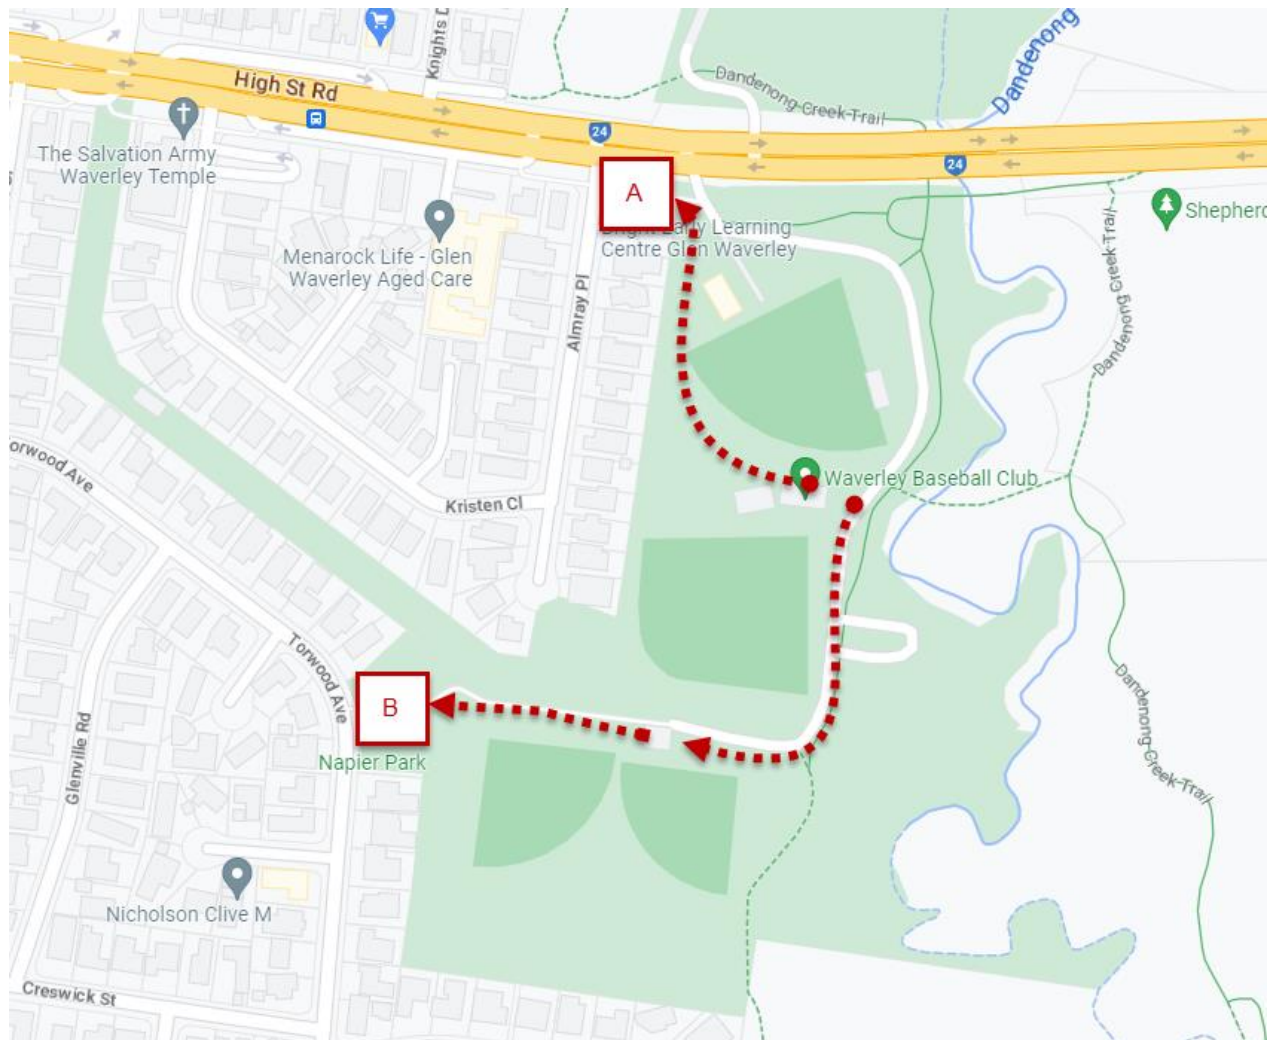 Knights D
High St Rd
24
24
Dandenong
Dandenong Creek Trail
The Salvation Army
Waverley Temple
A
Bright Early Learning
Centre Glen Waverley
Shepherd
Menarock Life - Glen
Waverley Aged Care
Almray Pl
Dandenong Creek Trail
orwood Ave
Kristen Cl
Waverley Baseball Club
Torwood Ave
B
Napier Park
Glenville Rd
Dandenong Creek Trail
Nicholson Clive M
Creswick St